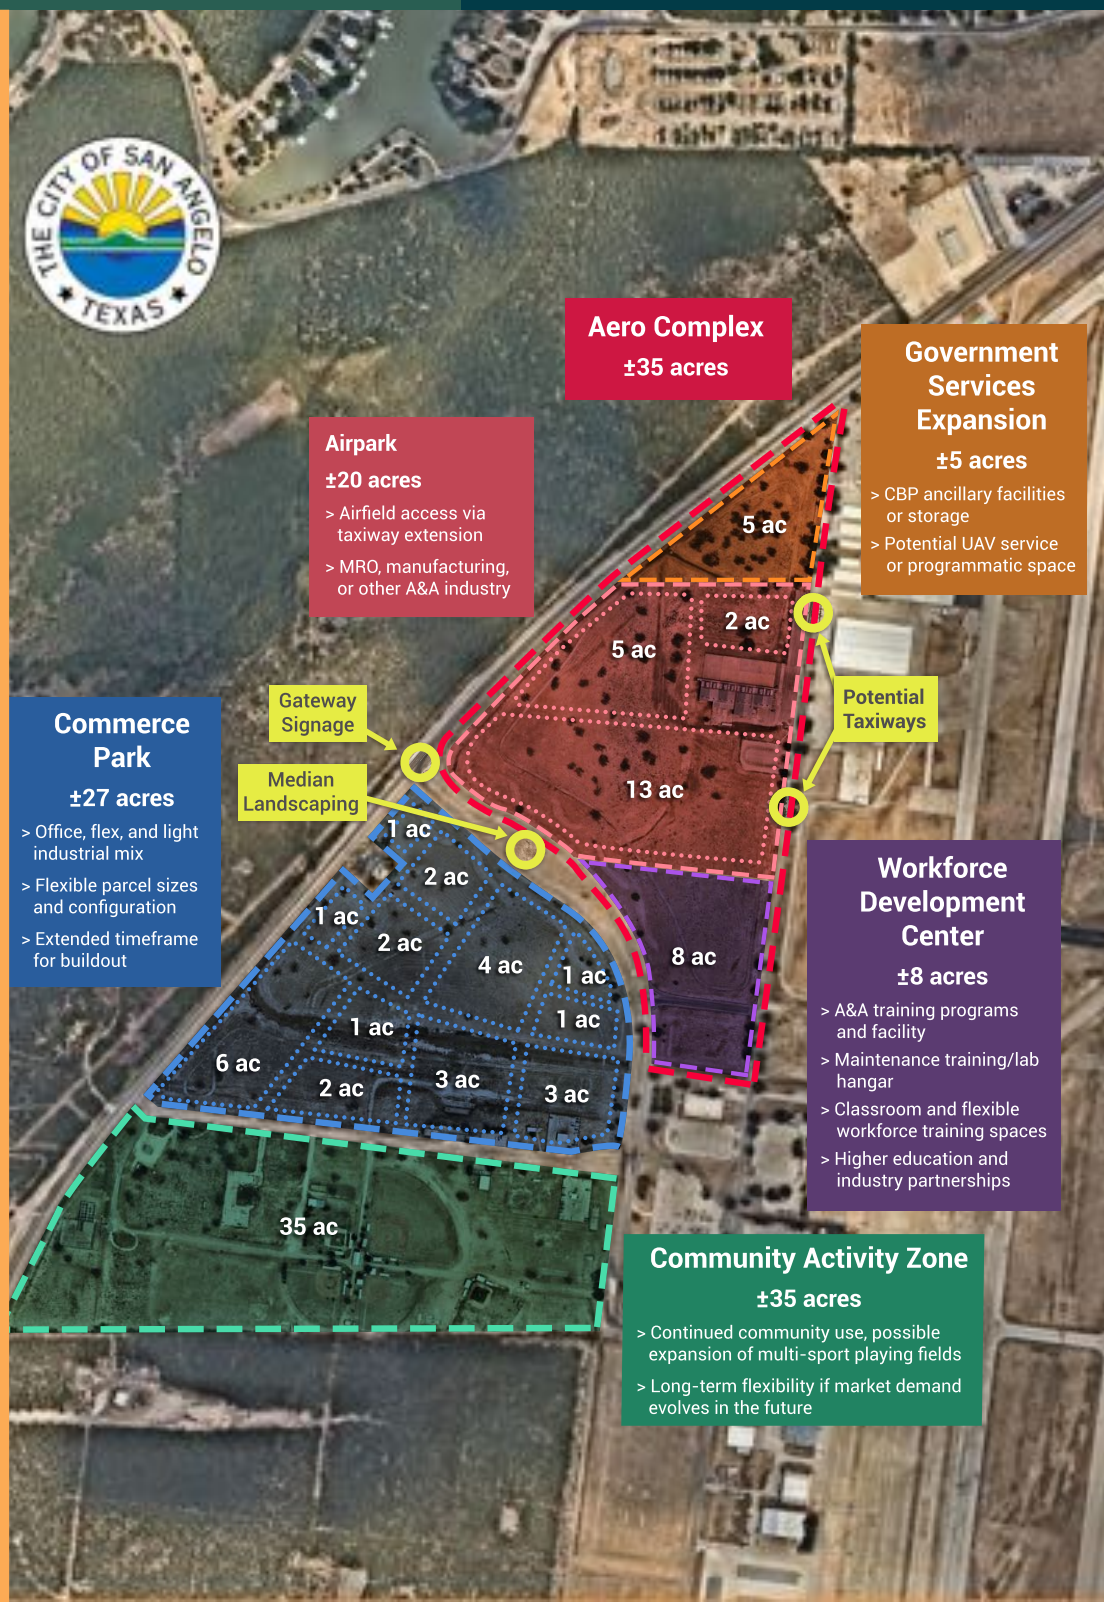 THE CITY OF SAN ANGELO
TEXAS
Aero Complex
±35 acres
Government
Services
Expansion
±5 acres
> CBP ancillary facilities
or storage
> Potential UAV service
or programmatic space
Airpark
±20 acres
> Airfield access via
taxiway extension
> MRO, manufacturing,
or other A&A industry
5 ac
2 ac
5 ac
13 ac
Gateway
Signage
Potential
Taxiways
Median
Landscaping
Commerce
Park
±27 acres
> Office, flex, and light
industrial mix
> Flexible parcel sizes
and configuration
> Extended timeframe
for buildout
1 ac
2 ac
1 ac
2 ac
4 ac
1 ac
1 ac
1 ac
6 ac
2 ac
3 ac
3 ac
8 ac
Workforce
Development
Center
±8 acres
> A&A training programs
and facility
> Maintenance training/lab
hangar
> Classroom and flexible
workforce training spaces
> Higher education and
industry partnerships
35 ac
Community Activity Zone
±35 acres
> Continued community use, possible
expansion of multi-sport playing fields
> Long-term flexibility if market demand
evolves in the future